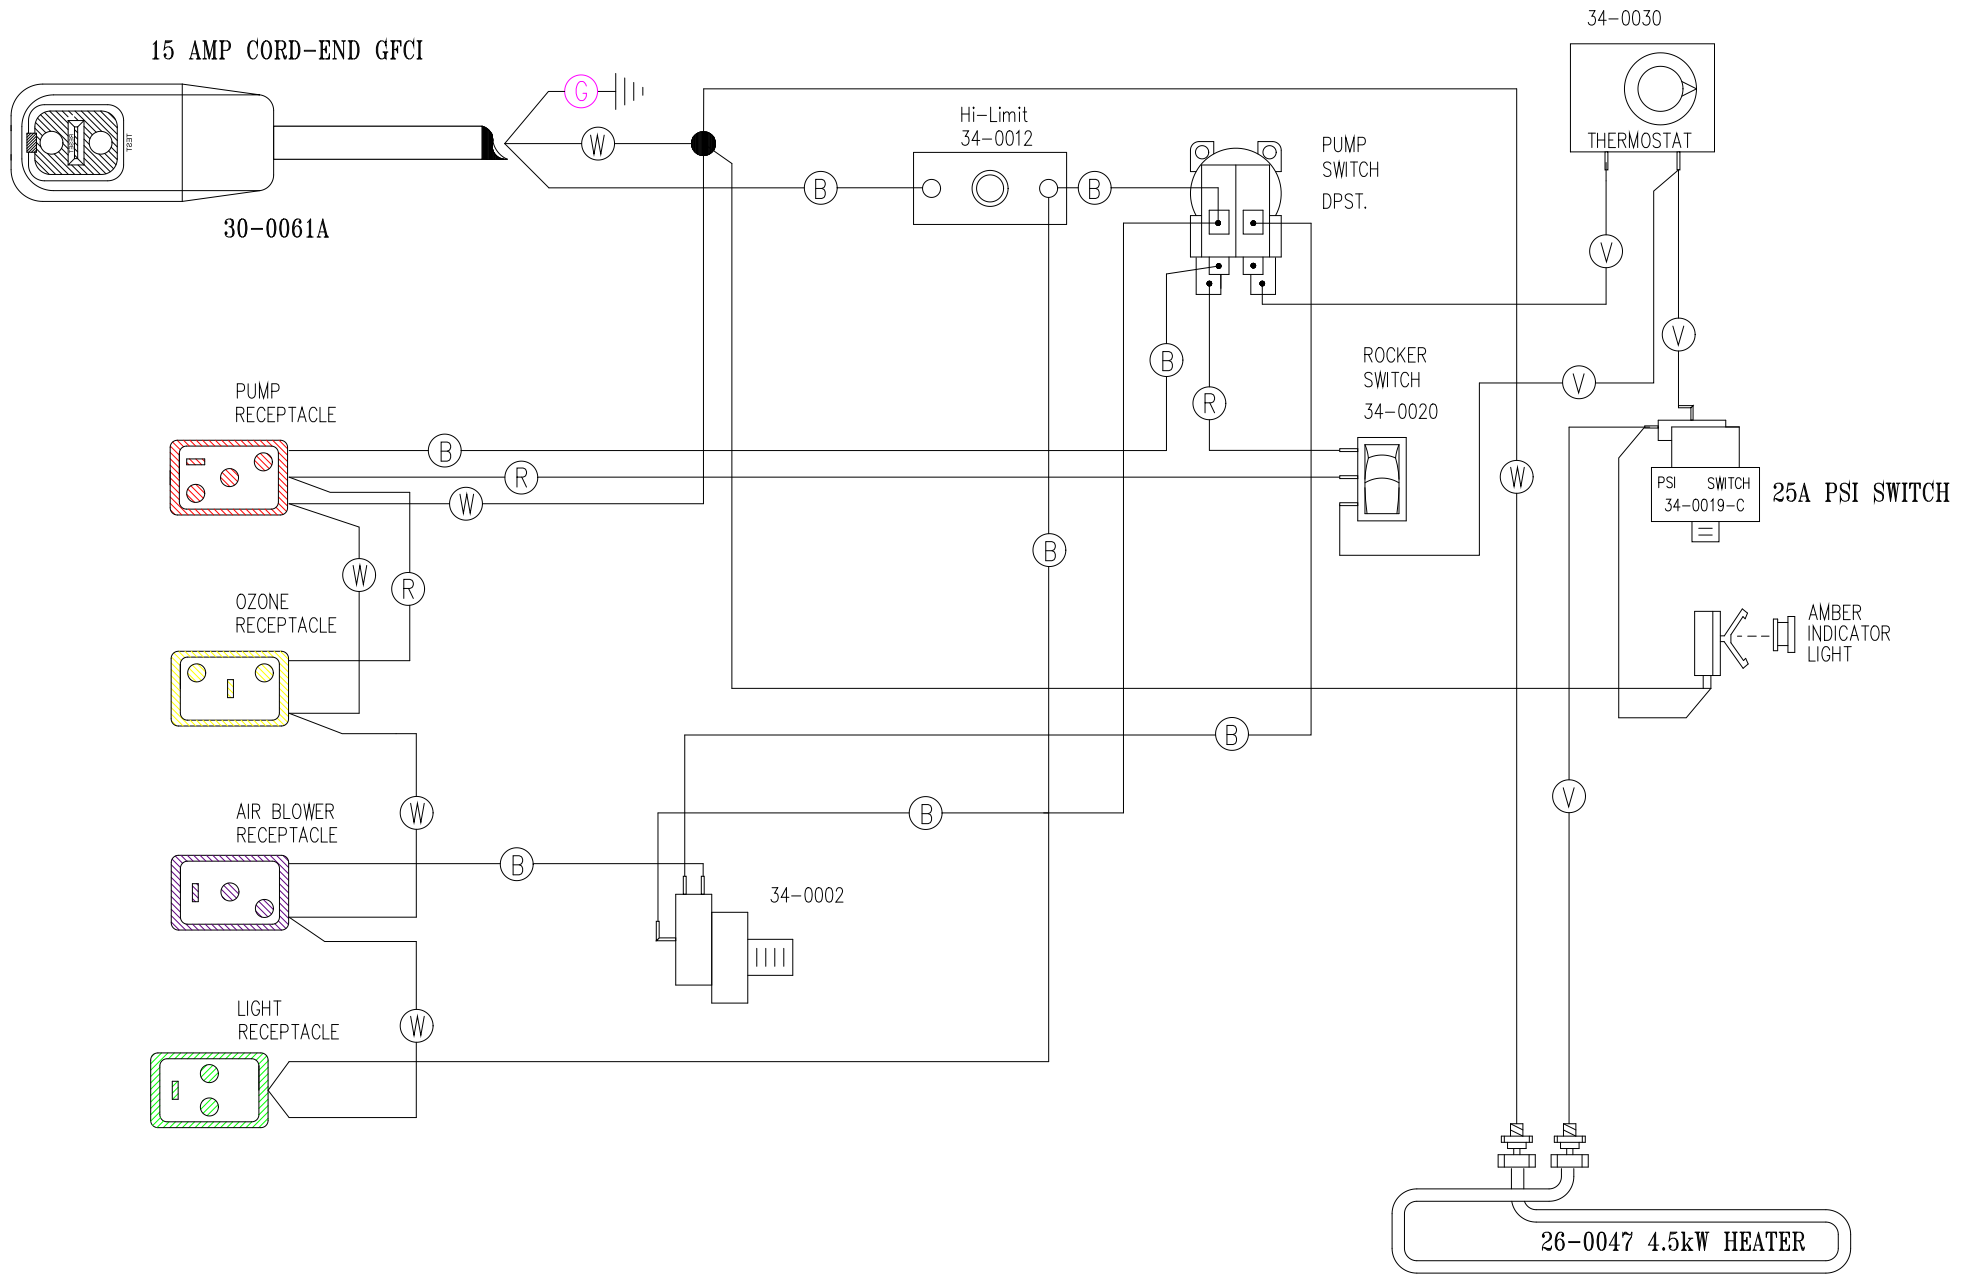 15 AMP CORD-END GFCI
TEST
30-0061A
G
W
B
Hi-Limit
34-0012
B
PUMP
SWITCH
DPST.
34-0030
THERMOSTAT
V
V
V
B
R
ROCKER
SWITCH
34-0020
PUMP
RECEPTACLE
B
R
W
W
PSI SWITCH
34-0019-C
25A PSI SWITCH
W
R
B
OZONE
RECEPTACLE
AMBER
INDICATOR
LIGHT
B
V
AIR BLOWER
RECEPTACLE
W
B
B
34-0002
LIGHT
RECEPTACLE
W
26-0047 4.5kW HEATER